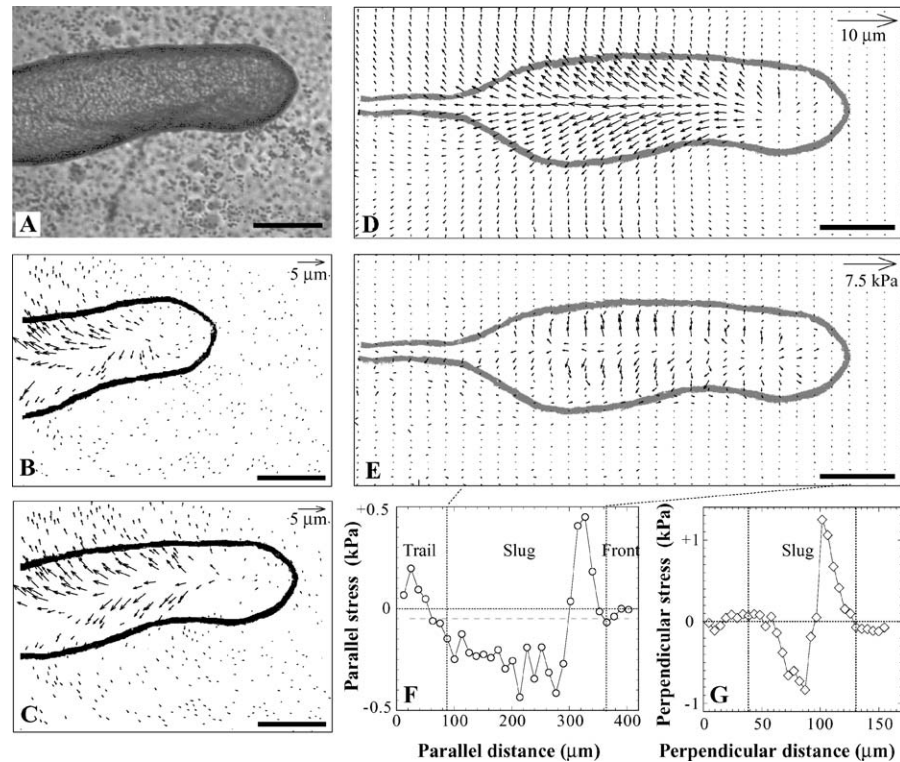 A
B
5 μm
C
5 μm
D
10 μm
E
7.5 kPa
Parallel stress (kPa)
+0.5
0
-0.5
Trail
Slug
Front
F
0
100
200
300
400
Parallel distance (μm)
Perpendicular stress (kPa)
+1
0
-1
Slug
G
0
50
100
150
Perpendicular distance (μm)